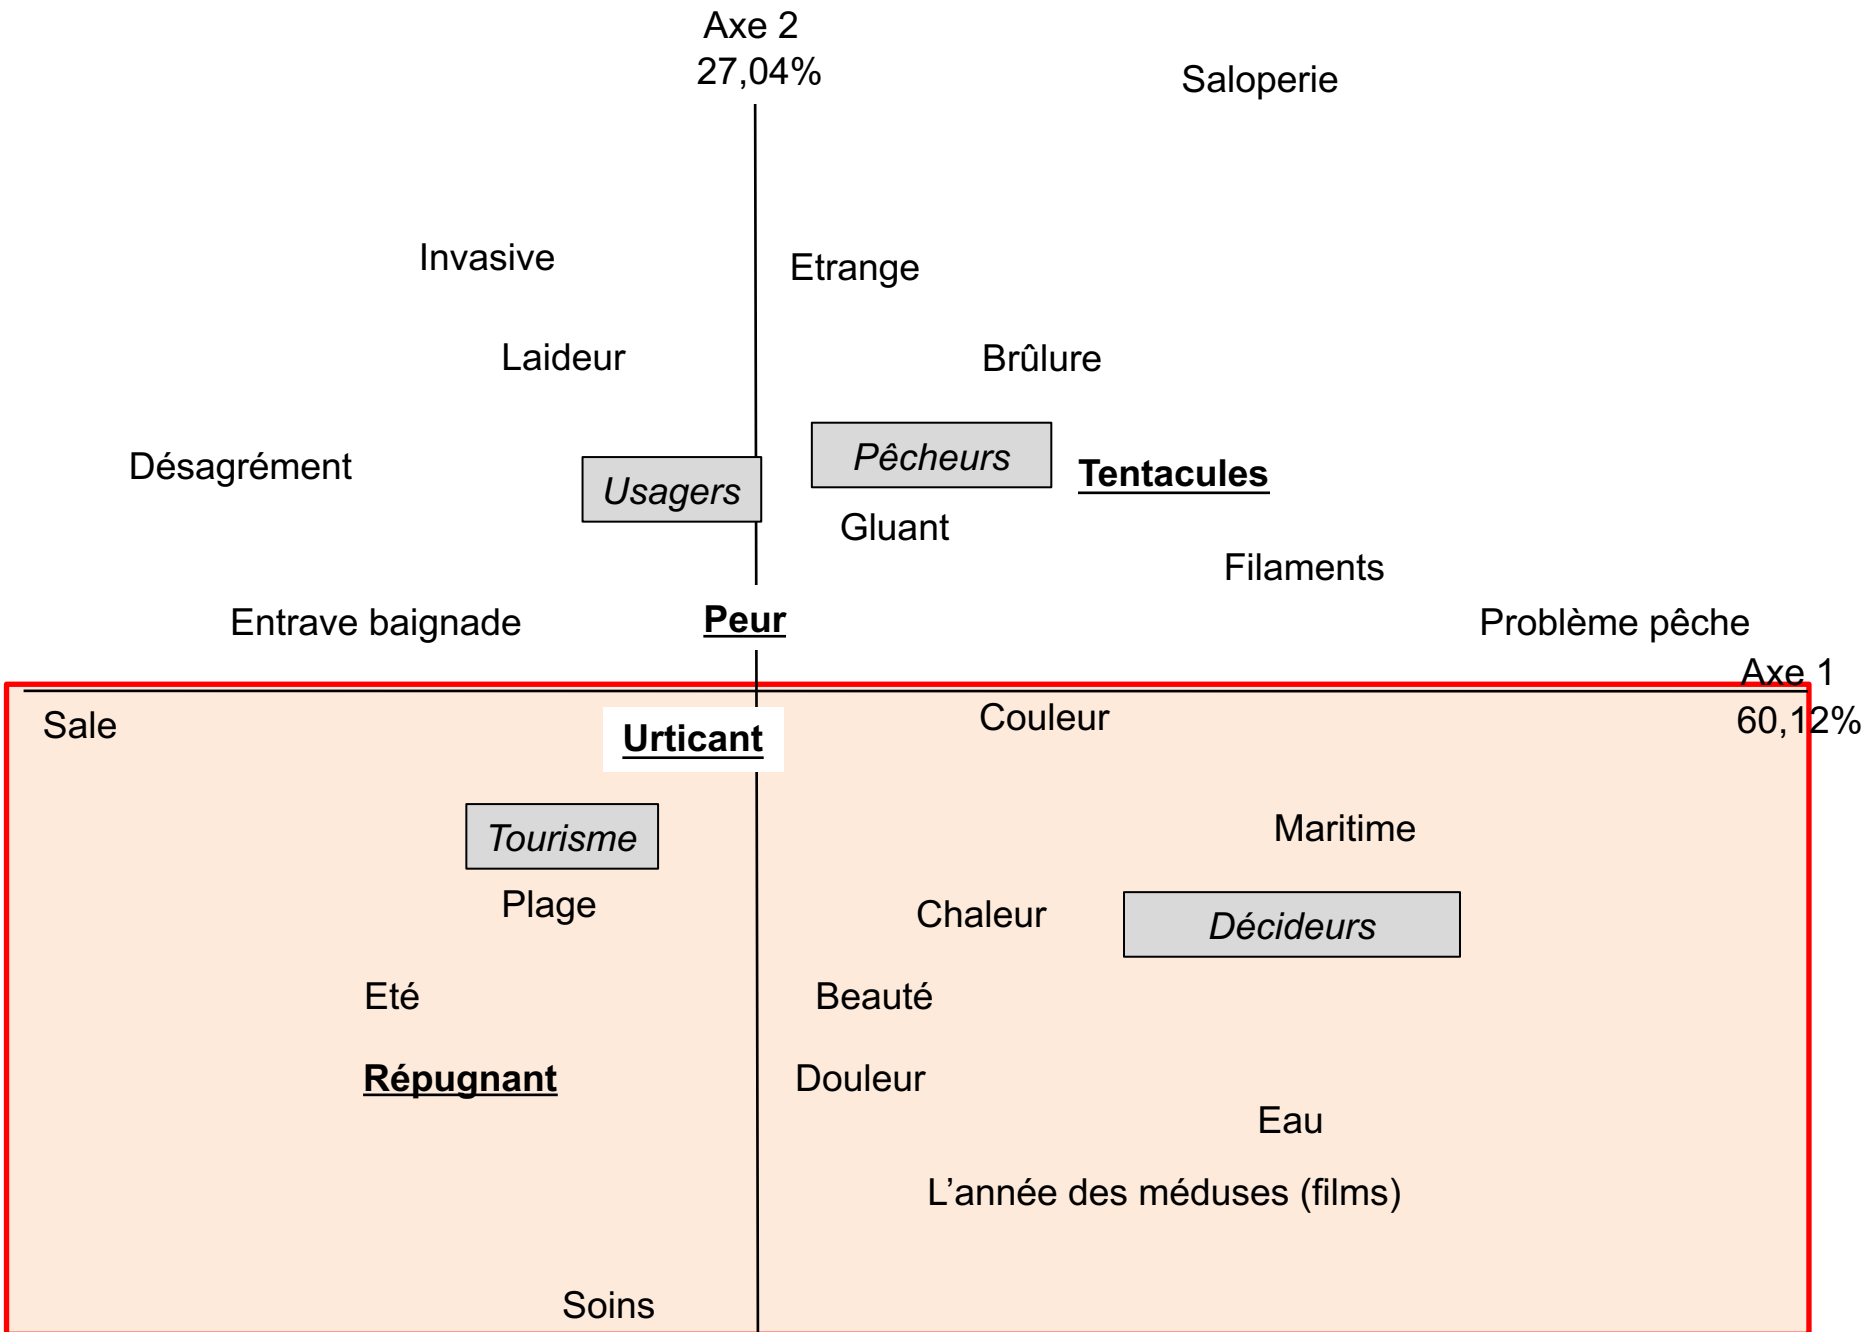 Axe 2
27,04%
Saloperie
Invasive
Etrange
Laideur
Brûlure
Désagrément
Usagers
Pêcheurs
Tentacules
Gluant
Filaments
Entrave baignade
Peur
Problème pêche
Axe 1
60,12%
Sale
Urticant
Couleur
Tourisme
Maritime
Plage
Chaleur
Décideurs
Eté
Beauté
Répugnant
Douleur
Eau
L’année des méduses (films)
Soins